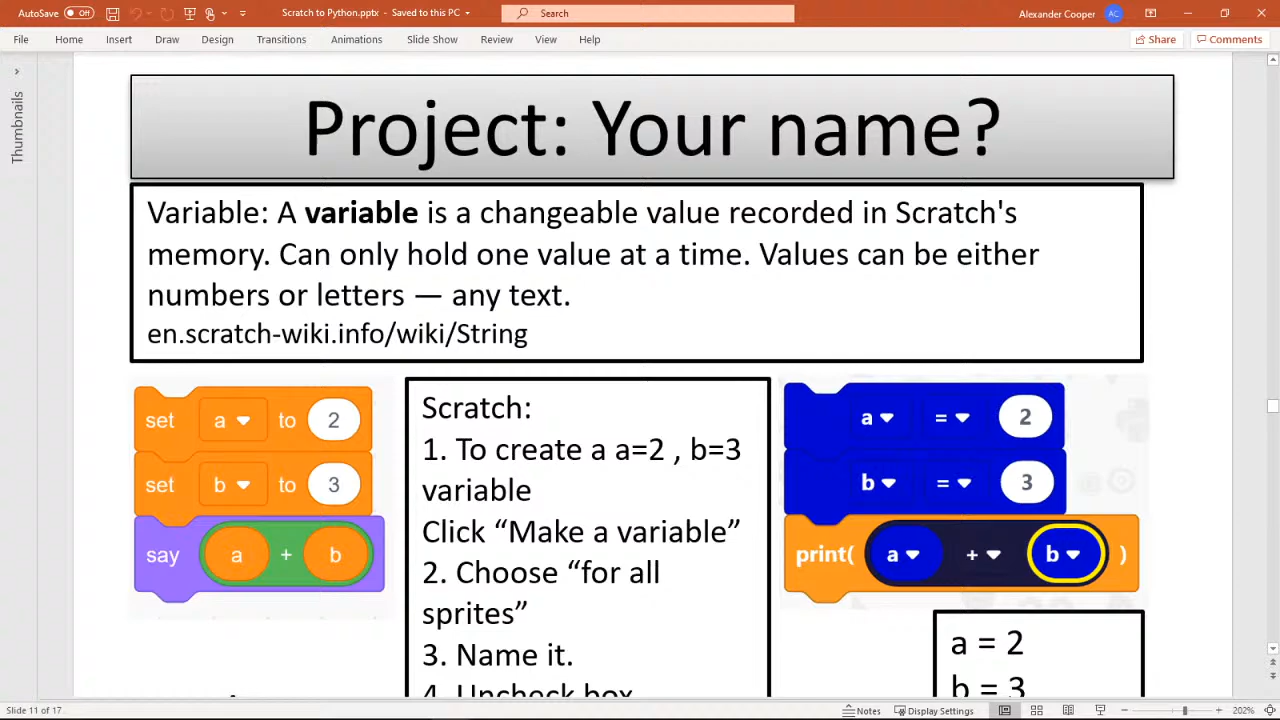 AutoSave Off Scratch to Python.pptx - Saved to this PC Search Alexander Cooper AC
File Home Insert Draw Design Transitions Animations Slide Show Review View Help Share Comments
Thumbnails
Project: Your name?
Variable: A variable is a changeable value recorded in Scratch's
memory. Can only hold one value at a time. Values can be either
numbers or letters — any text.
en.scratch-wiki.info/wiki/String
set a to 2
set b to 3
say a + b
Scratch:
1. To create a a=2 , b=3
variable
Click “Make a variable”
2. Choose “for all
sprites”
3. Name it.
4. Uncheck box
a = 2
b = 3
print( a + b )
a = 2
b = 3
Slide 11 of 17 Notes Display Settings 202%